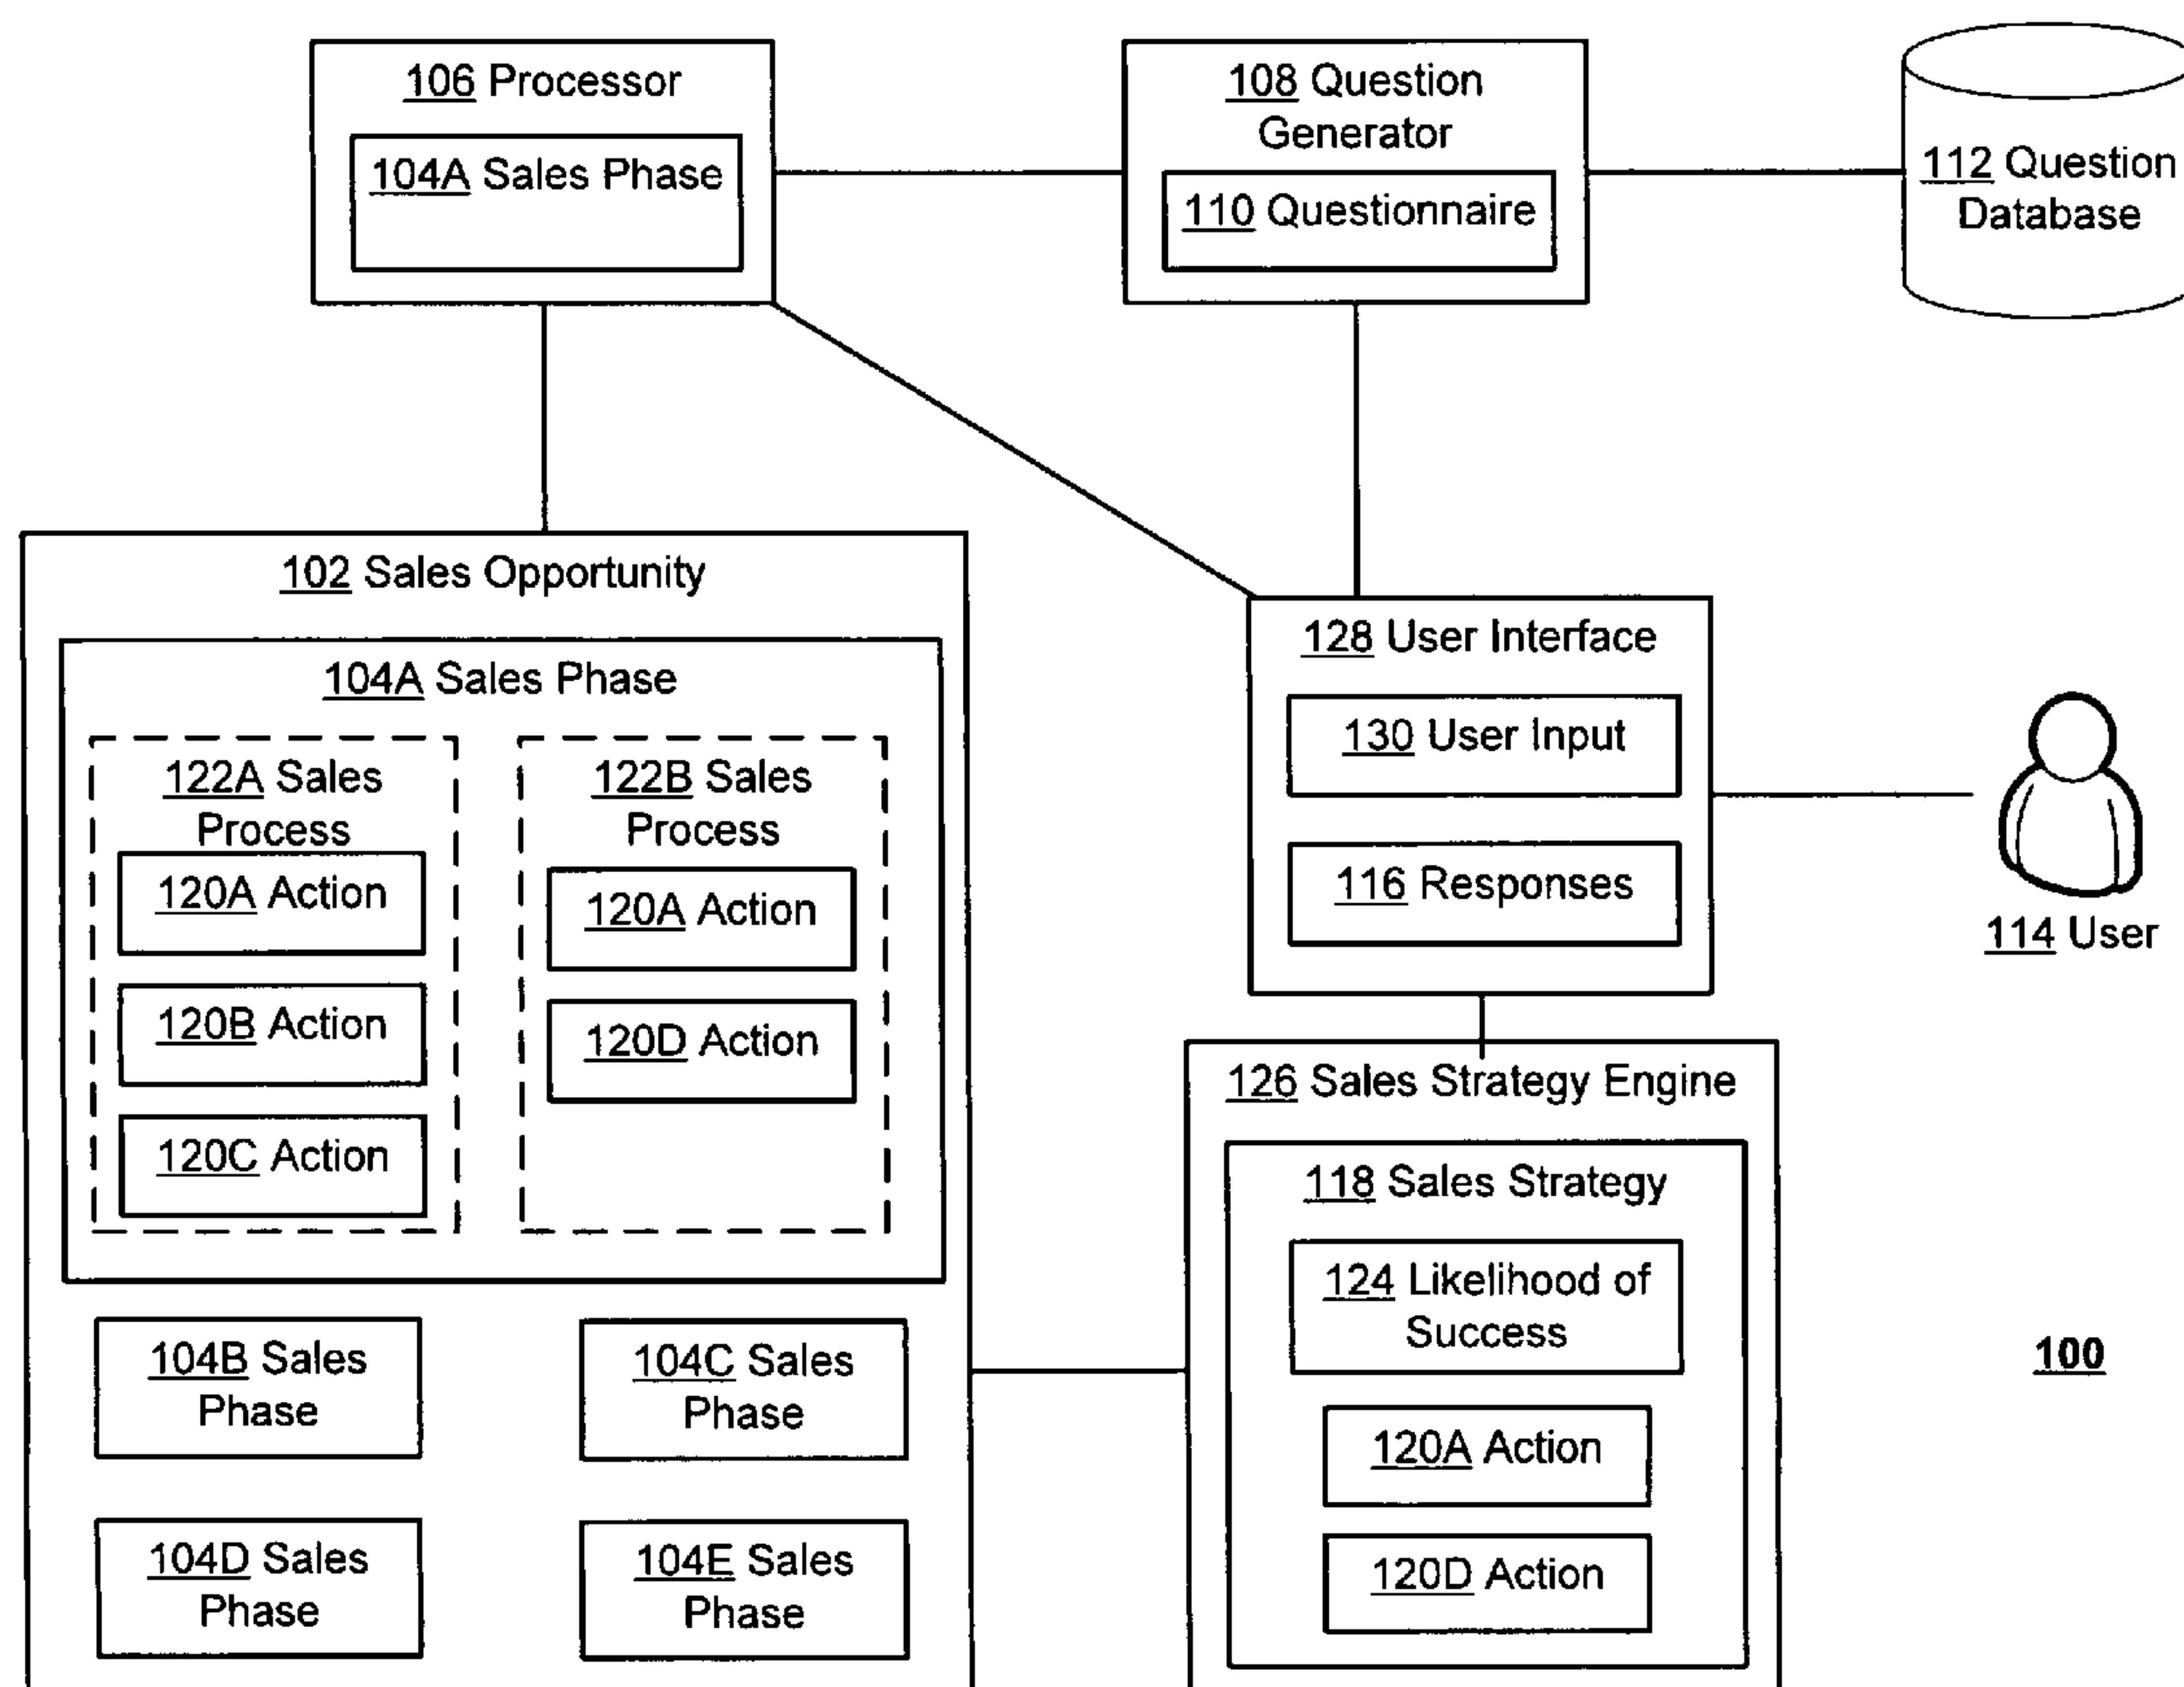 106 Processor
104A Sales Phase
108 Question
Generator
110 Questionnaire
112 Question
Database
102 Sales Opportunity
104A Sales Phase
122A Sales
Process
120A Action
120B Action
120C Action
122B Sales
Process
120A Action
120D Action
104B Sales
Phase
104C Sales
Phase
104D Sales
Phase
104E Sales
Phase
128 User Interface
130 User Input
116 Responses
114 User
126 Sales Strategy Engine
118 Sales Strategy
124 Likelihood of
Success
120A Action
120D Action
100